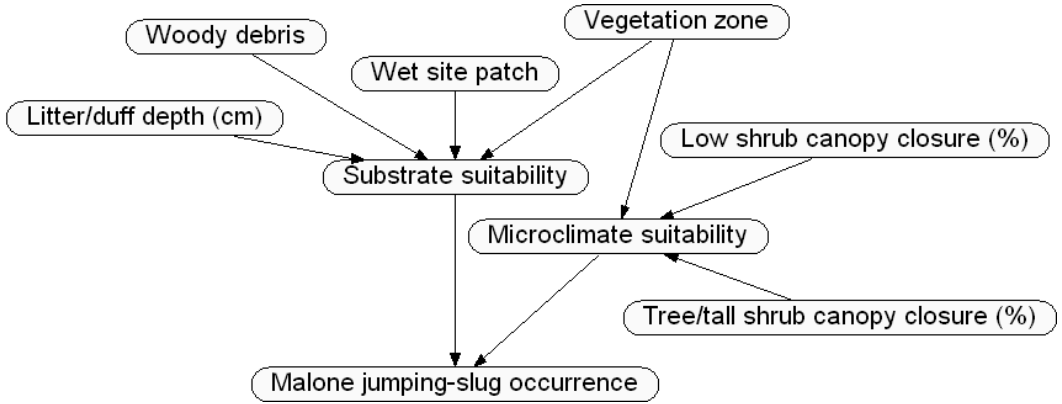 Vegetation zone
Woody debris
Wet site patch
Litter/duff depth (cm)
Low shrub canopy closure (%)
Substrate suitability
Microclimate suitability
Tree/tall shrub canopy closure (%)
Malone jumping-slug occurrence